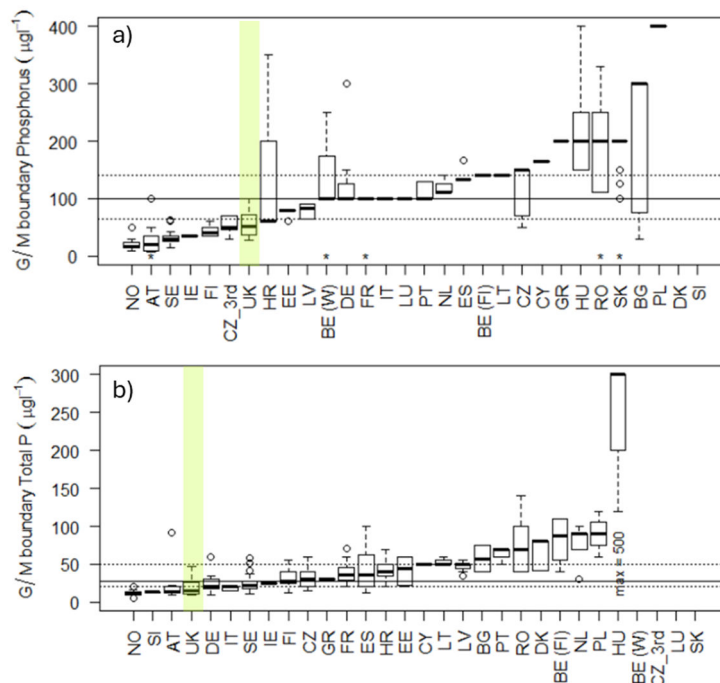 a)
G/M boundary Phosphorus (µgl⁻¹)
400
300
200
100
0
* * * * *
NO AT SE IE FI CZ_3rd UK HR EE LV BE (W) DE FR IT LU PT NL ES BE (Fl) LT CZ CY GR HU RO SK BG PL DK SI
b)
G/M boundary Total P (µgl⁻¹)
300
250
200
150
100
50
0
max = 500
NO SI AT UK DE IT SE IE FI CZ GR FR ES HR EE CY LT LV BG PT RO DK BE (Fl) NL PL HU BE (W) CZ_3rd LU SK